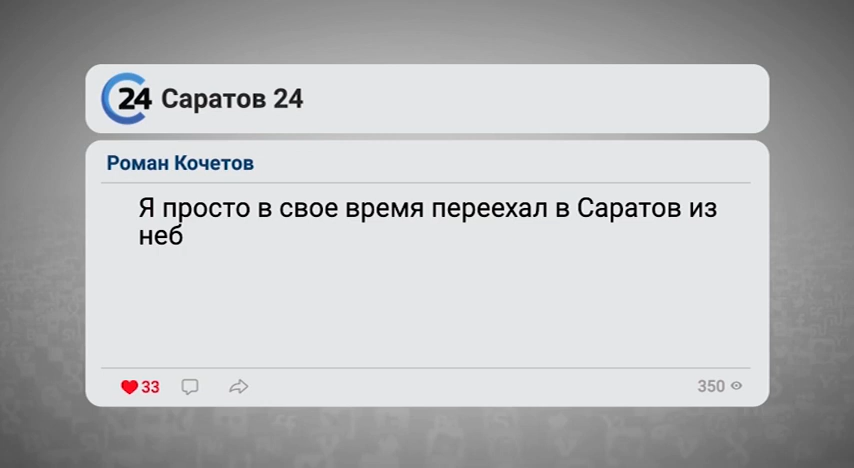 24 Саратов 24
Роман Кочетов
Я просто в свое время переехал в Саратов из
неб
33
350